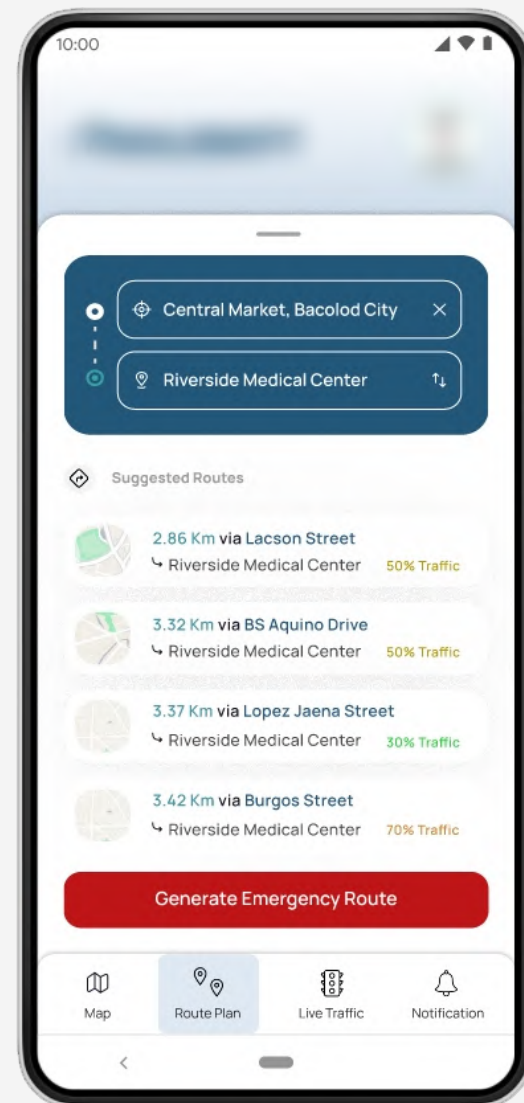 10:00
Central Market, Bacolod City
Riverside Medical Center
Suggested Routes
2.86 Km via Lacson Street
Riverside Medical Center 50% Traffic
3.32 Km via BS Aquino Drive
Riverside Medical Center 50% Traffic
3.37 Km via Lopez Jaena Street
Riverside Medical Center 30% Traffic
3.42 Km via Burgos Street
Riverside Medical Center 70% Traffic
Generate Emergency Route
Map Route Plan Live Traffic Notification